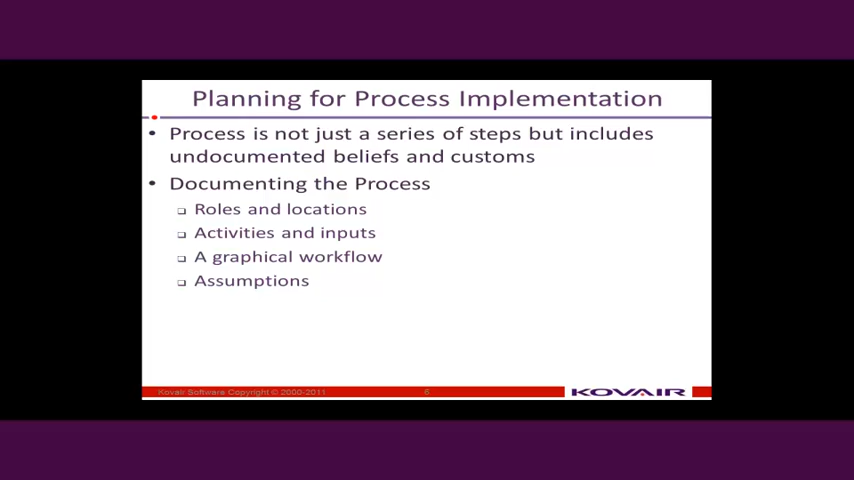 Planning for Process Implementation
• Process is not just a series of steps but includes
undocumented beliefs and customs
• Documenting the Process
❑ Roles and locations
❑ Activities and inputs
❑ A graphical workflow
❑ Assumptions
Kovair Software Copyright © 2000-2011 6 KOVAIR